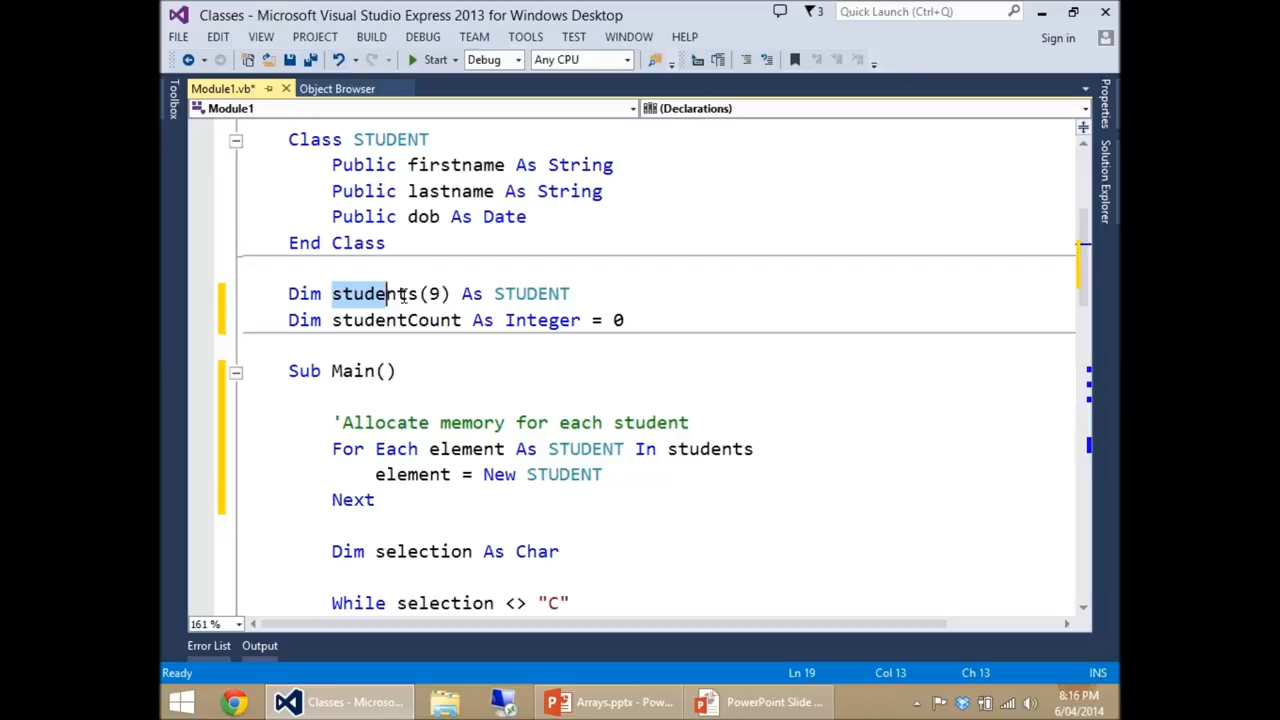 Classes - Microsoft Visual Studio Express 2013 for Windows Desktop
3
Quick Launch (Ctrl+Q)
FILE EDIT VIEW PROJECT BUILD DEBUG TEAM TOOLS TEST WINDOW HELP
Sign in
Start Debug Any CPU
Toolbox
Module1.vb*
Object Browser
Properties
Solution Explorer
Module1
(Declarations)
Class STUDENT
Public firstname As String
Public lastname As String
Public dob As Date
End Class
Dim students(9) As STUDENT
Dim studentCount As Integer = 0
Sub Main()
'Allocate memory for each student
For Each element As STUDENT In students
element = New STUDENT
Next
Dim selection As Char
While selection <> "C"
161 %
Error List Output
Ready Ln 19 Col 13 Ch 13 INS
Classes - Microso...
Arrays.pptx - Pow...
PowerPoint Slide ...
8:16 PM
6/04/2014